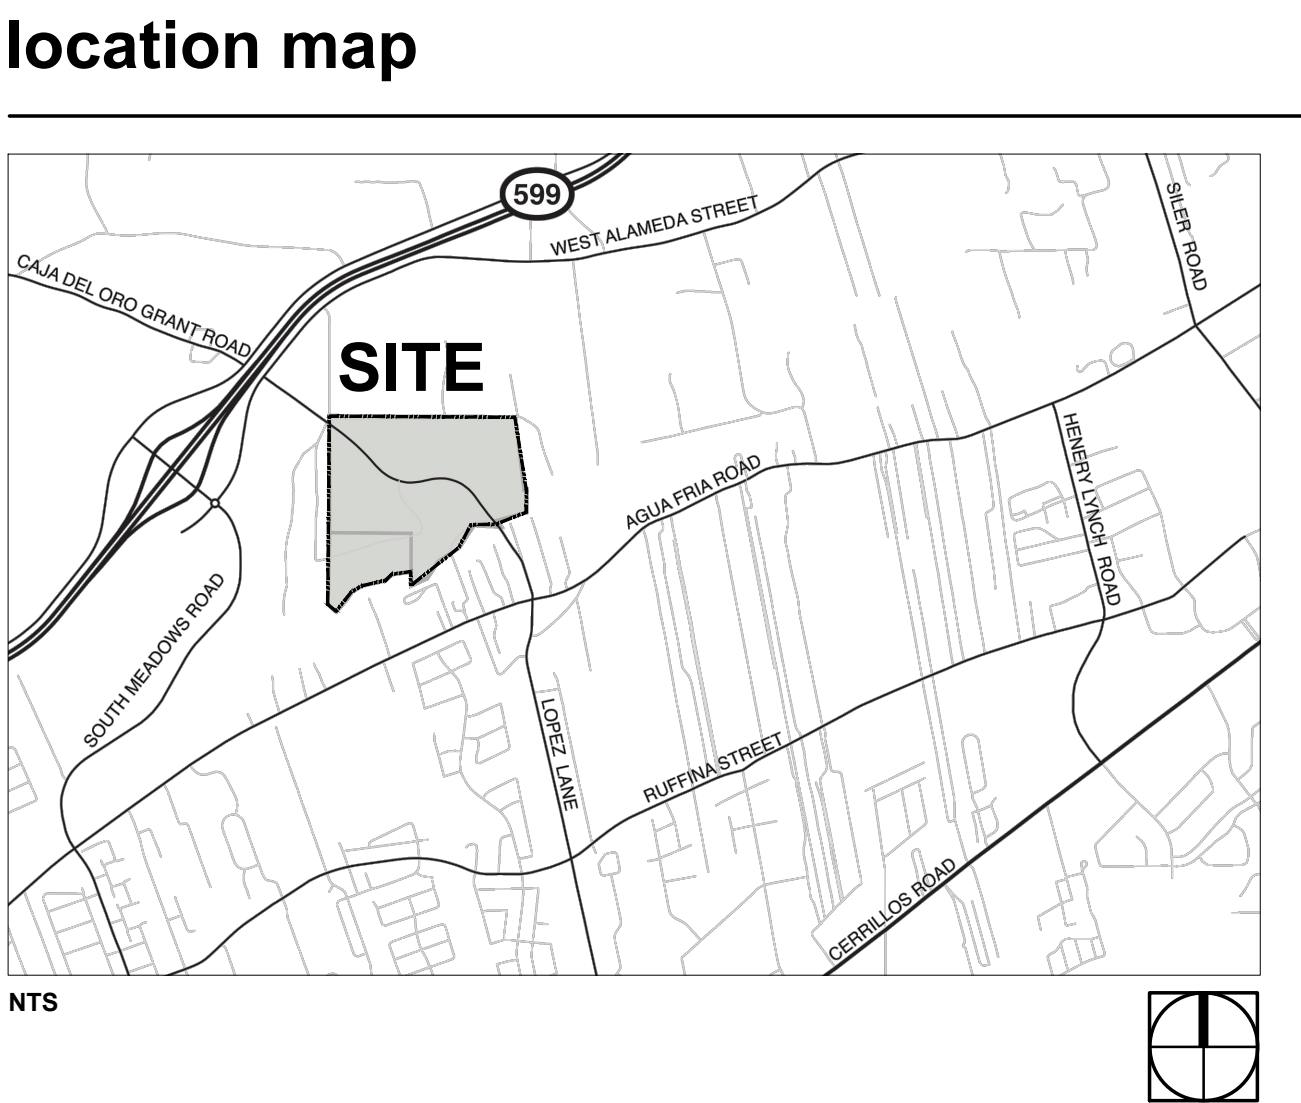 location map
599
WEST ALAMEDA STREET
SILER ROAD
CAJA DEL ORO GRANT ROAD
SITE
AGUA FRIA ROAD
HENERY LYNCH ROAD
SOUTH MEADOWS ROAD
LOPEZ LANE
RUFFINA STREET
CERRILLOS ROAD
NTS